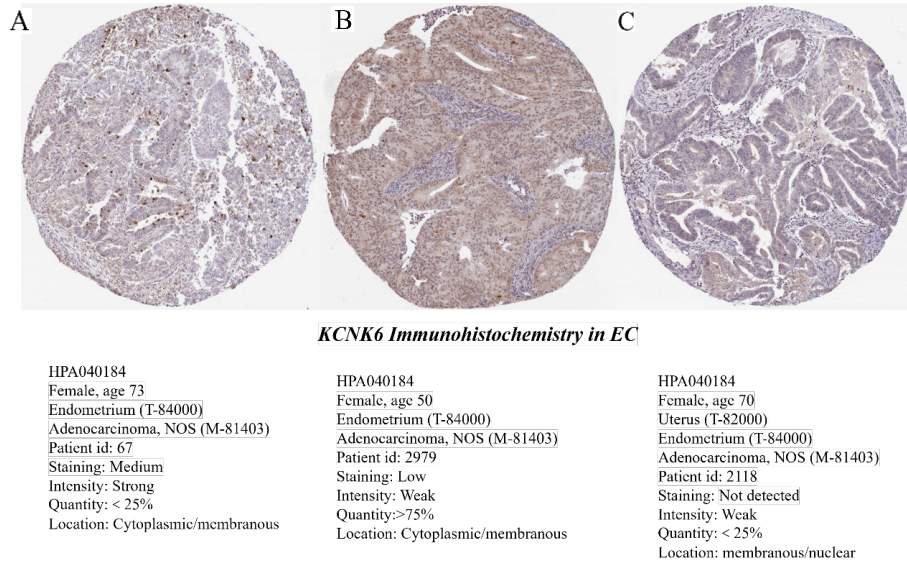 A
B
C
KCNK6 Immunohistochemistry in EC
HPA040184
Female, age 73
Endometrium (T-84000)
Adenocarcinoma, NOS (M-81403)
Patient id: 67
Staining: Medium
Intensity: Strong
Quantity: < 25%
Location: Cytoplasmic/membranous
HPA040184
Female, age 50
Endometrium (T-84000)
Adenocarcinoma, NOS (M-81403)
Patient id: 2979
Staining: Low
Intensity: Weak
Quantity:>75%
Location: Cytoplasmic/membranous
HPA040184
Female, age 70
Uterus (T-82000)
Endometrium (T-84000)
Adenocarcinoma, NOS (M-81403)
Patient id: 2118
Staining: Not detected
Intensity: Weak
Quantity: < 25%
Location: membranous/nuclear